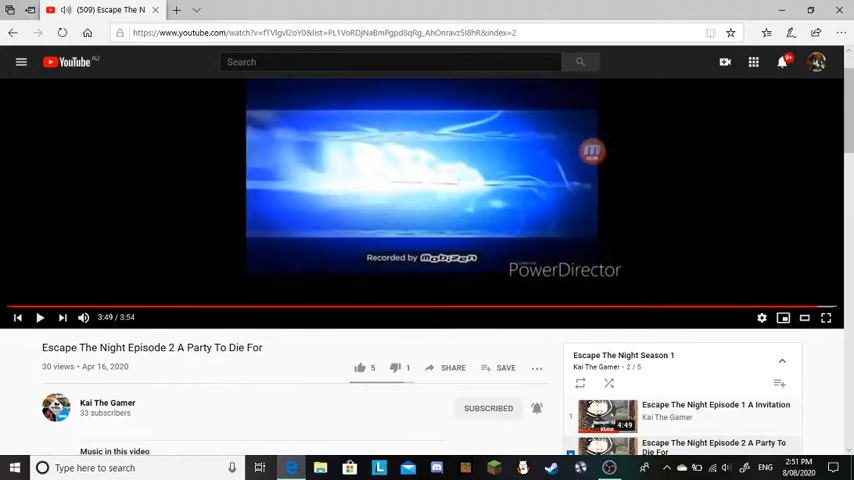 (509) Escape The N
https://www.youtube.com/watch?v=fTVlgvl2oY0&list=PL1VoRDjNaBmPgpd8qRg_AhOnravz5I8hR&index=2
YouTube AU
Search
9+
Recorded by mobizen
PowerDirector
3:49 / 3:54
Escape The Night Episode 2 A Party To Die For
30 views • Apr 16, 2020
5
1
SHARE
SAVE
Kai The Gamer
33 subscribers
SUBSCRIBED
Music in this video
Escape The Night Season 1
Kai The Gamer - 2 / 5
1
4:49
Escape The Night Episode 1 A Invitation
Kai The Gamer
Escape The Night Episode 2 A Party To Die For
Type here to search
ENG
2:51 PM
8/08/2020